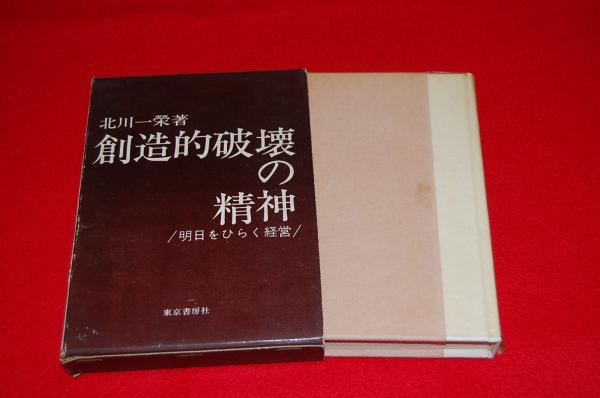 北川一榮著
創造的破壊の
精神
/明日をひらく経営/
東京書房社